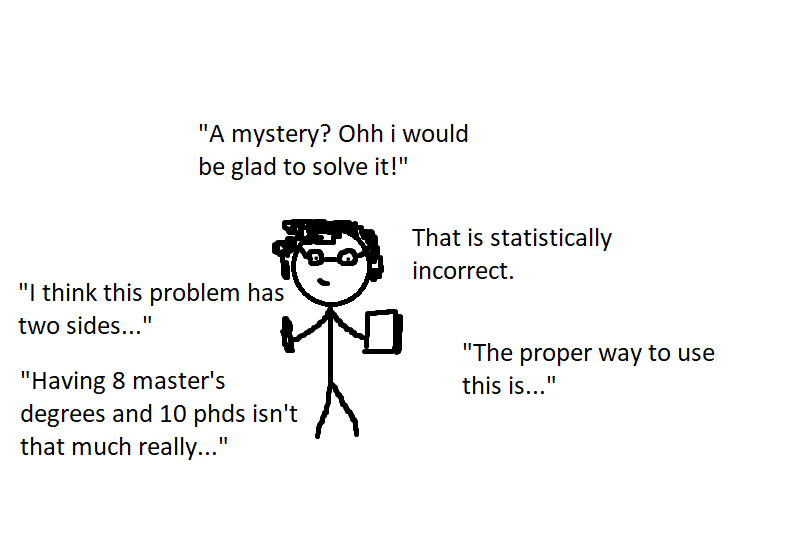 "A mystery? Ohh i would
be glad to solve it!"
That is statistically
incorrect.
"I think this problem has
two sides..."
"The proper way to use
this is..."
"Having 8 master's
degrees and 10 phds isn't
that much really..."